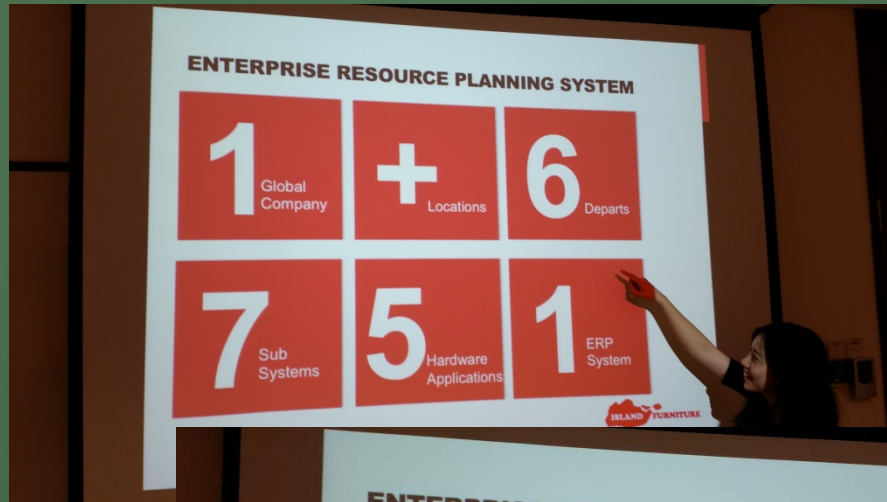 ENTERPRISE RESOURCE PLANNING SYSTEM
1
Global
Company
+
Locations
6
Departs
7
Sub
Systems
5
Hardware
Applications
1
ERP
System
ISLAND FURNITURE